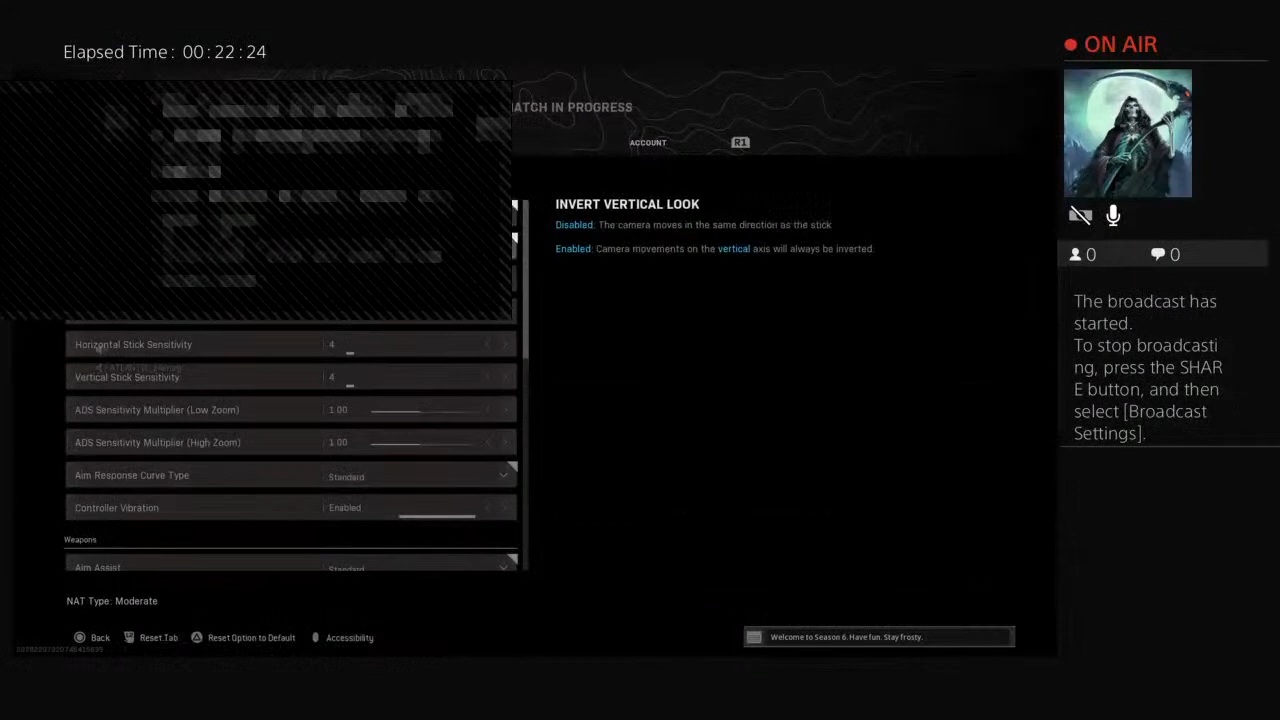 Elapsed Time: 00:22:24
ON AIR
ATCH IN PROGRESS
ACCOUNT
R1
INVERT VERTICAL LOOK
Disabled: The camera moves in the same direction as the stick
Enabled: Camera movements on the vertical axis will always be inverted.
0 0
The broadcast has
started.
To stop broadcasti
ng, press the SHAR
E button, and then
select [Broadcast
Settings].
Horizontal Stick Sensitivity 4
Vertical Stick Sensitivity 4
ADS Sensitivity Multiplier (Low Zoom) 1.00
ADS Sensitivity Multiplier (High Zoom) 1.00
Aim Response Curve Type Standard
Controller Vibration Enabled
Weapons
Aim Assist Standard
NAT Type: Moderate
Back Reset Tab Reset Option to Default Accessibility
Welcome to Season 6. Have fun. Stay frosty.